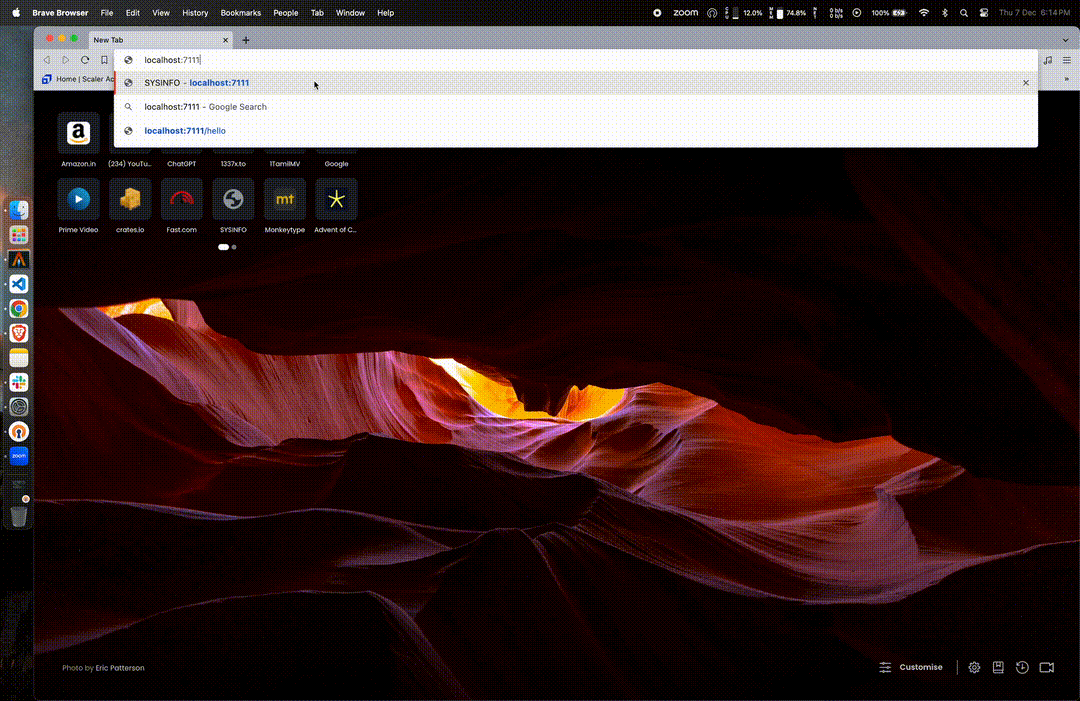 Brave Browser File Edit View History Bookmarks People Tab Window Help zoom 12.0% 74.8% 0 b/s 0 b/s 100% Thu 7 Dec 6:14 PM
New Tab
localhost:7111
Home | Scaler Ac
SYSINFO - localhost:7111
localhost:7111 - Google Search
localhost:7111/hello
Amazon.in (234) YouTu... ChatGPT 1337x.to 1TamilMV Google
mt
Prime Video crates.io Fast.com SYSINFO Monkeytype Advent of C...
zoom
Photo by Eric Patterson
Customise